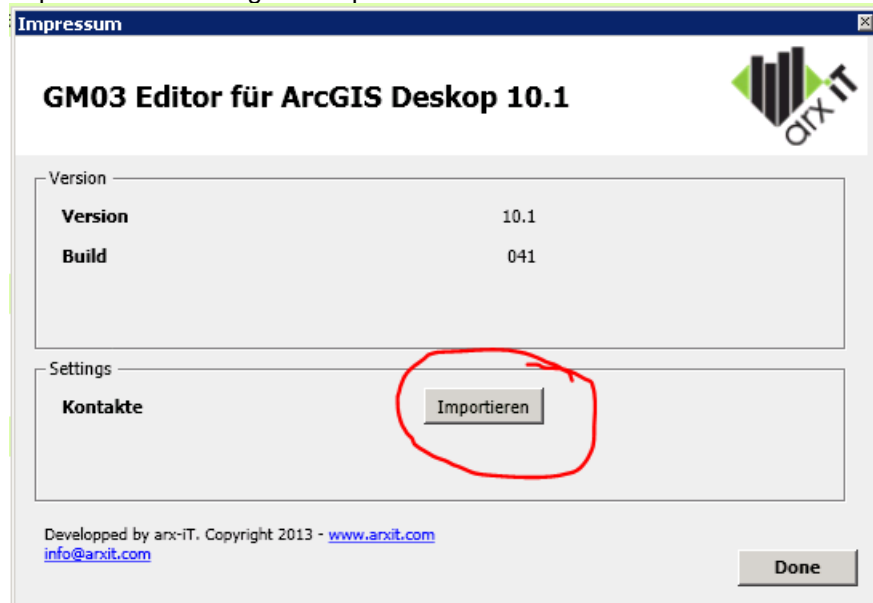 Impressum
GM03 Editor für ArcGIS Deskop 10.1
arx iT
Version
Version 10.1
Build 041
Settings
Kontakte Importieren
Developped by arx-iT. Copyright 2013 - www.arxit.com
info@arxit.com
Done